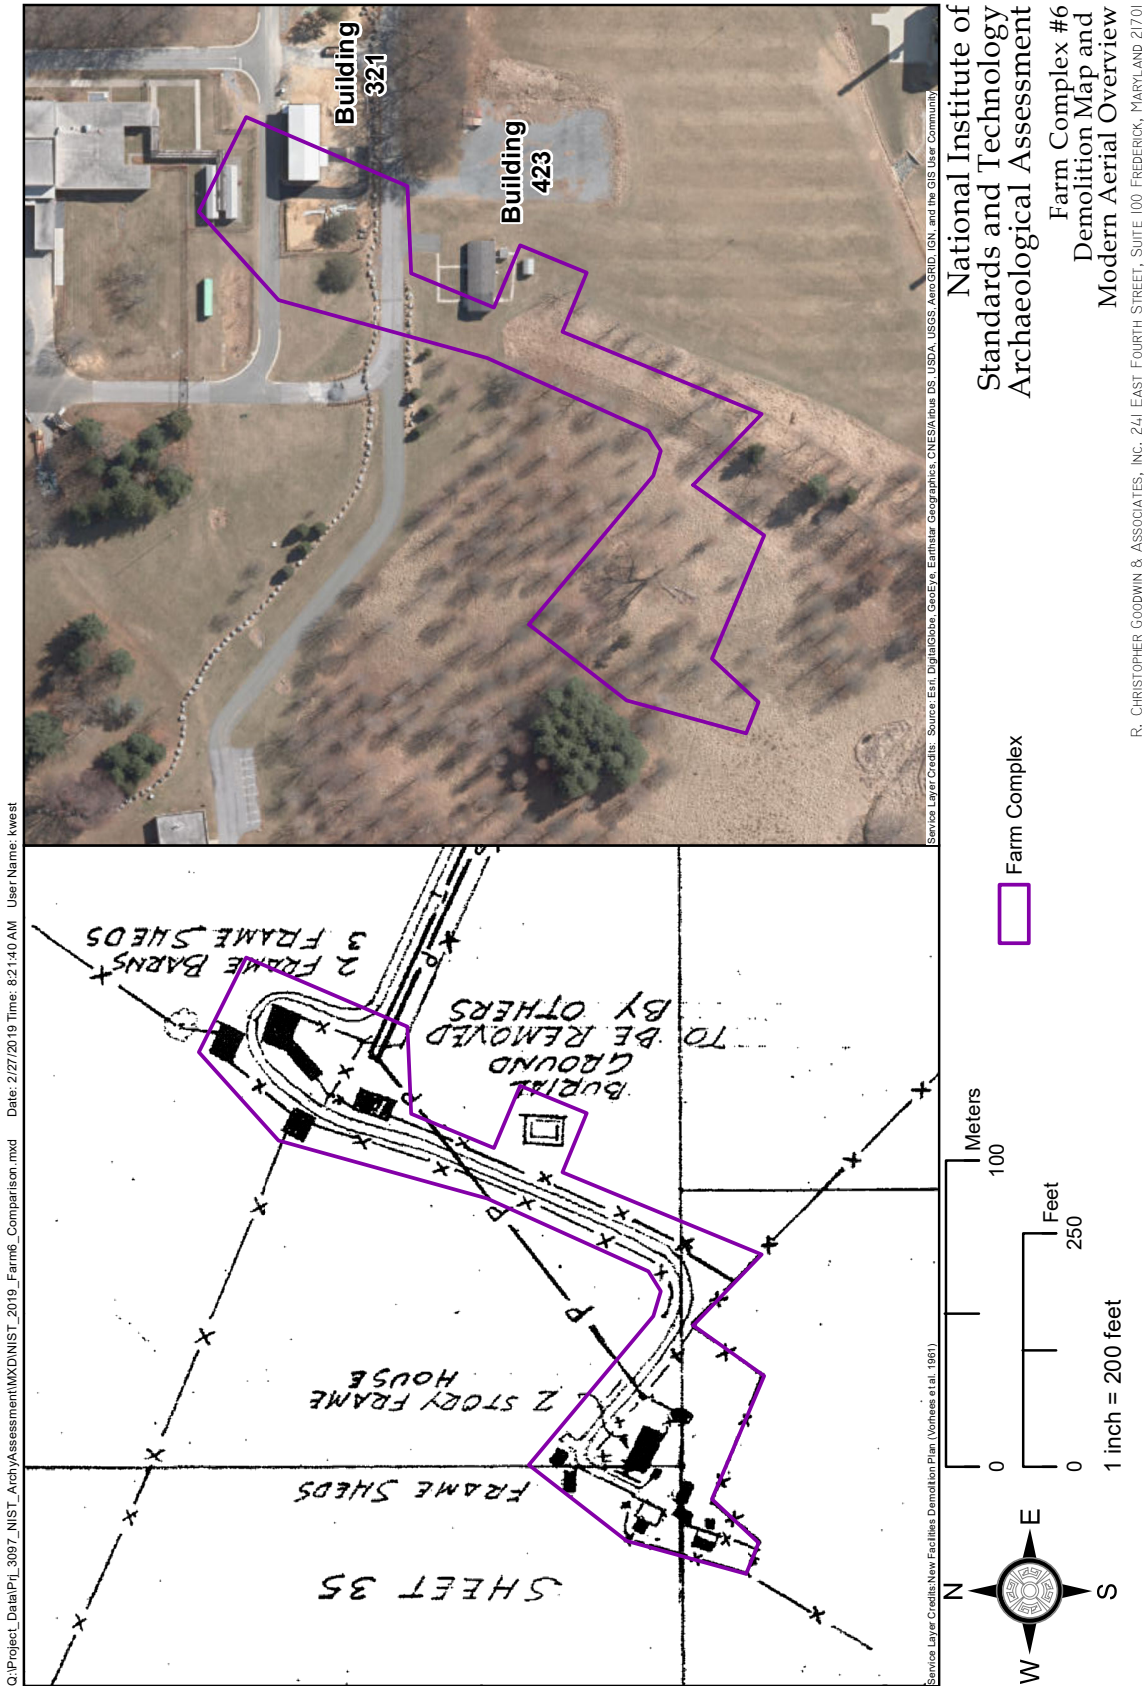 Q:\Project_Data\Prj_3097_NIST_ArchyAssessment\MXD\NIST_2019_Farm6_Comparison.mxd Date: 2/27/2019 Time: 8:21:40 AM User Name: kwest
SHEET 35
FRAME SHEDS
2 STORY FRAME
HOUSE
2 FRAME BARNS
3 FRAME SHEDS
BURIAL
GROUND
TO BE REMOVED
BY OTHERS
P
P
P
P
Service Layer Credits:New Facilities Demolition Plan (Vorhees et al. 1961)
Building
321
Building
423
Service Layer Credits: Source: Esri, DigitalGlobe, GeoEye, Earthstar Geographics, CNES/Airbus DS, USDA, USGS, AeroGRID, IGN, and the GIS User Community
N
W
E
S
Meters
0
100
Feet
0
250
1 inch = 200 feet
Farm Complex
National Institute of
Standards and Technology
Archaeological Assessment
Farm Complex #6
Demolition Map and
Modern Aerial Overview
R. CHRISTOPHER GOODWIN & ASSOCIATES, INC. 241 EAST FOURTH STREET, SUITE 100 FREDERICK, MARYLAND 21701